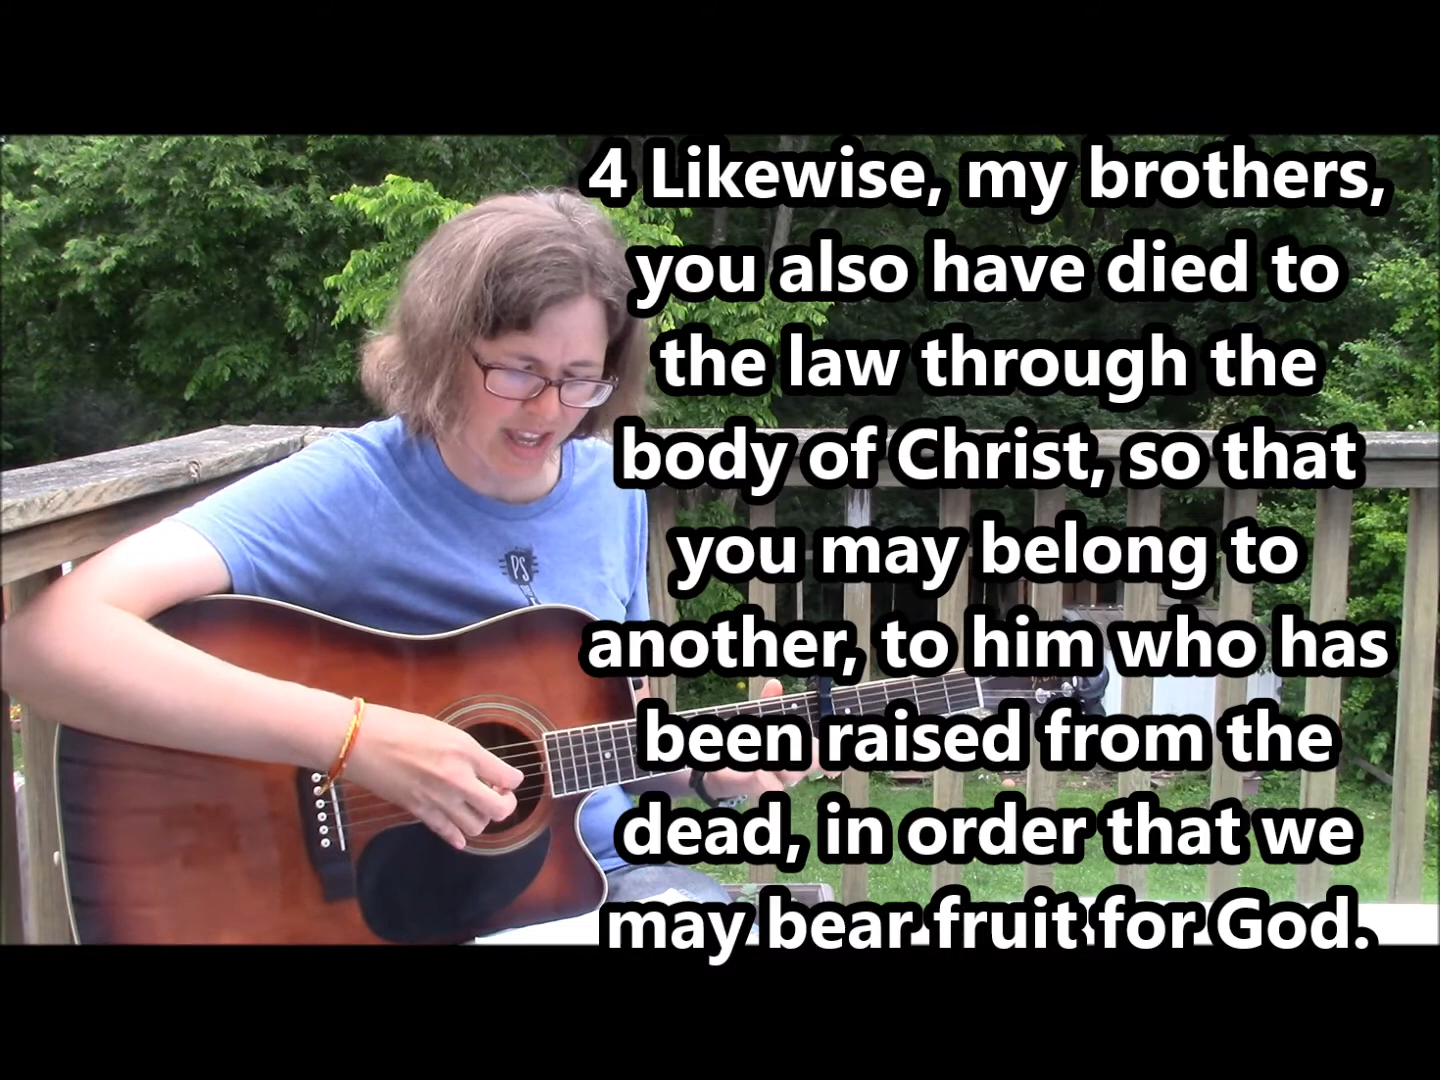 4 Likewise, my brothers,
you also have died to
the law through the
body of Christ, so that
you may belong to
another, to him who has
been raised from the
dead, in order that we
may bear fruit for God.
PS